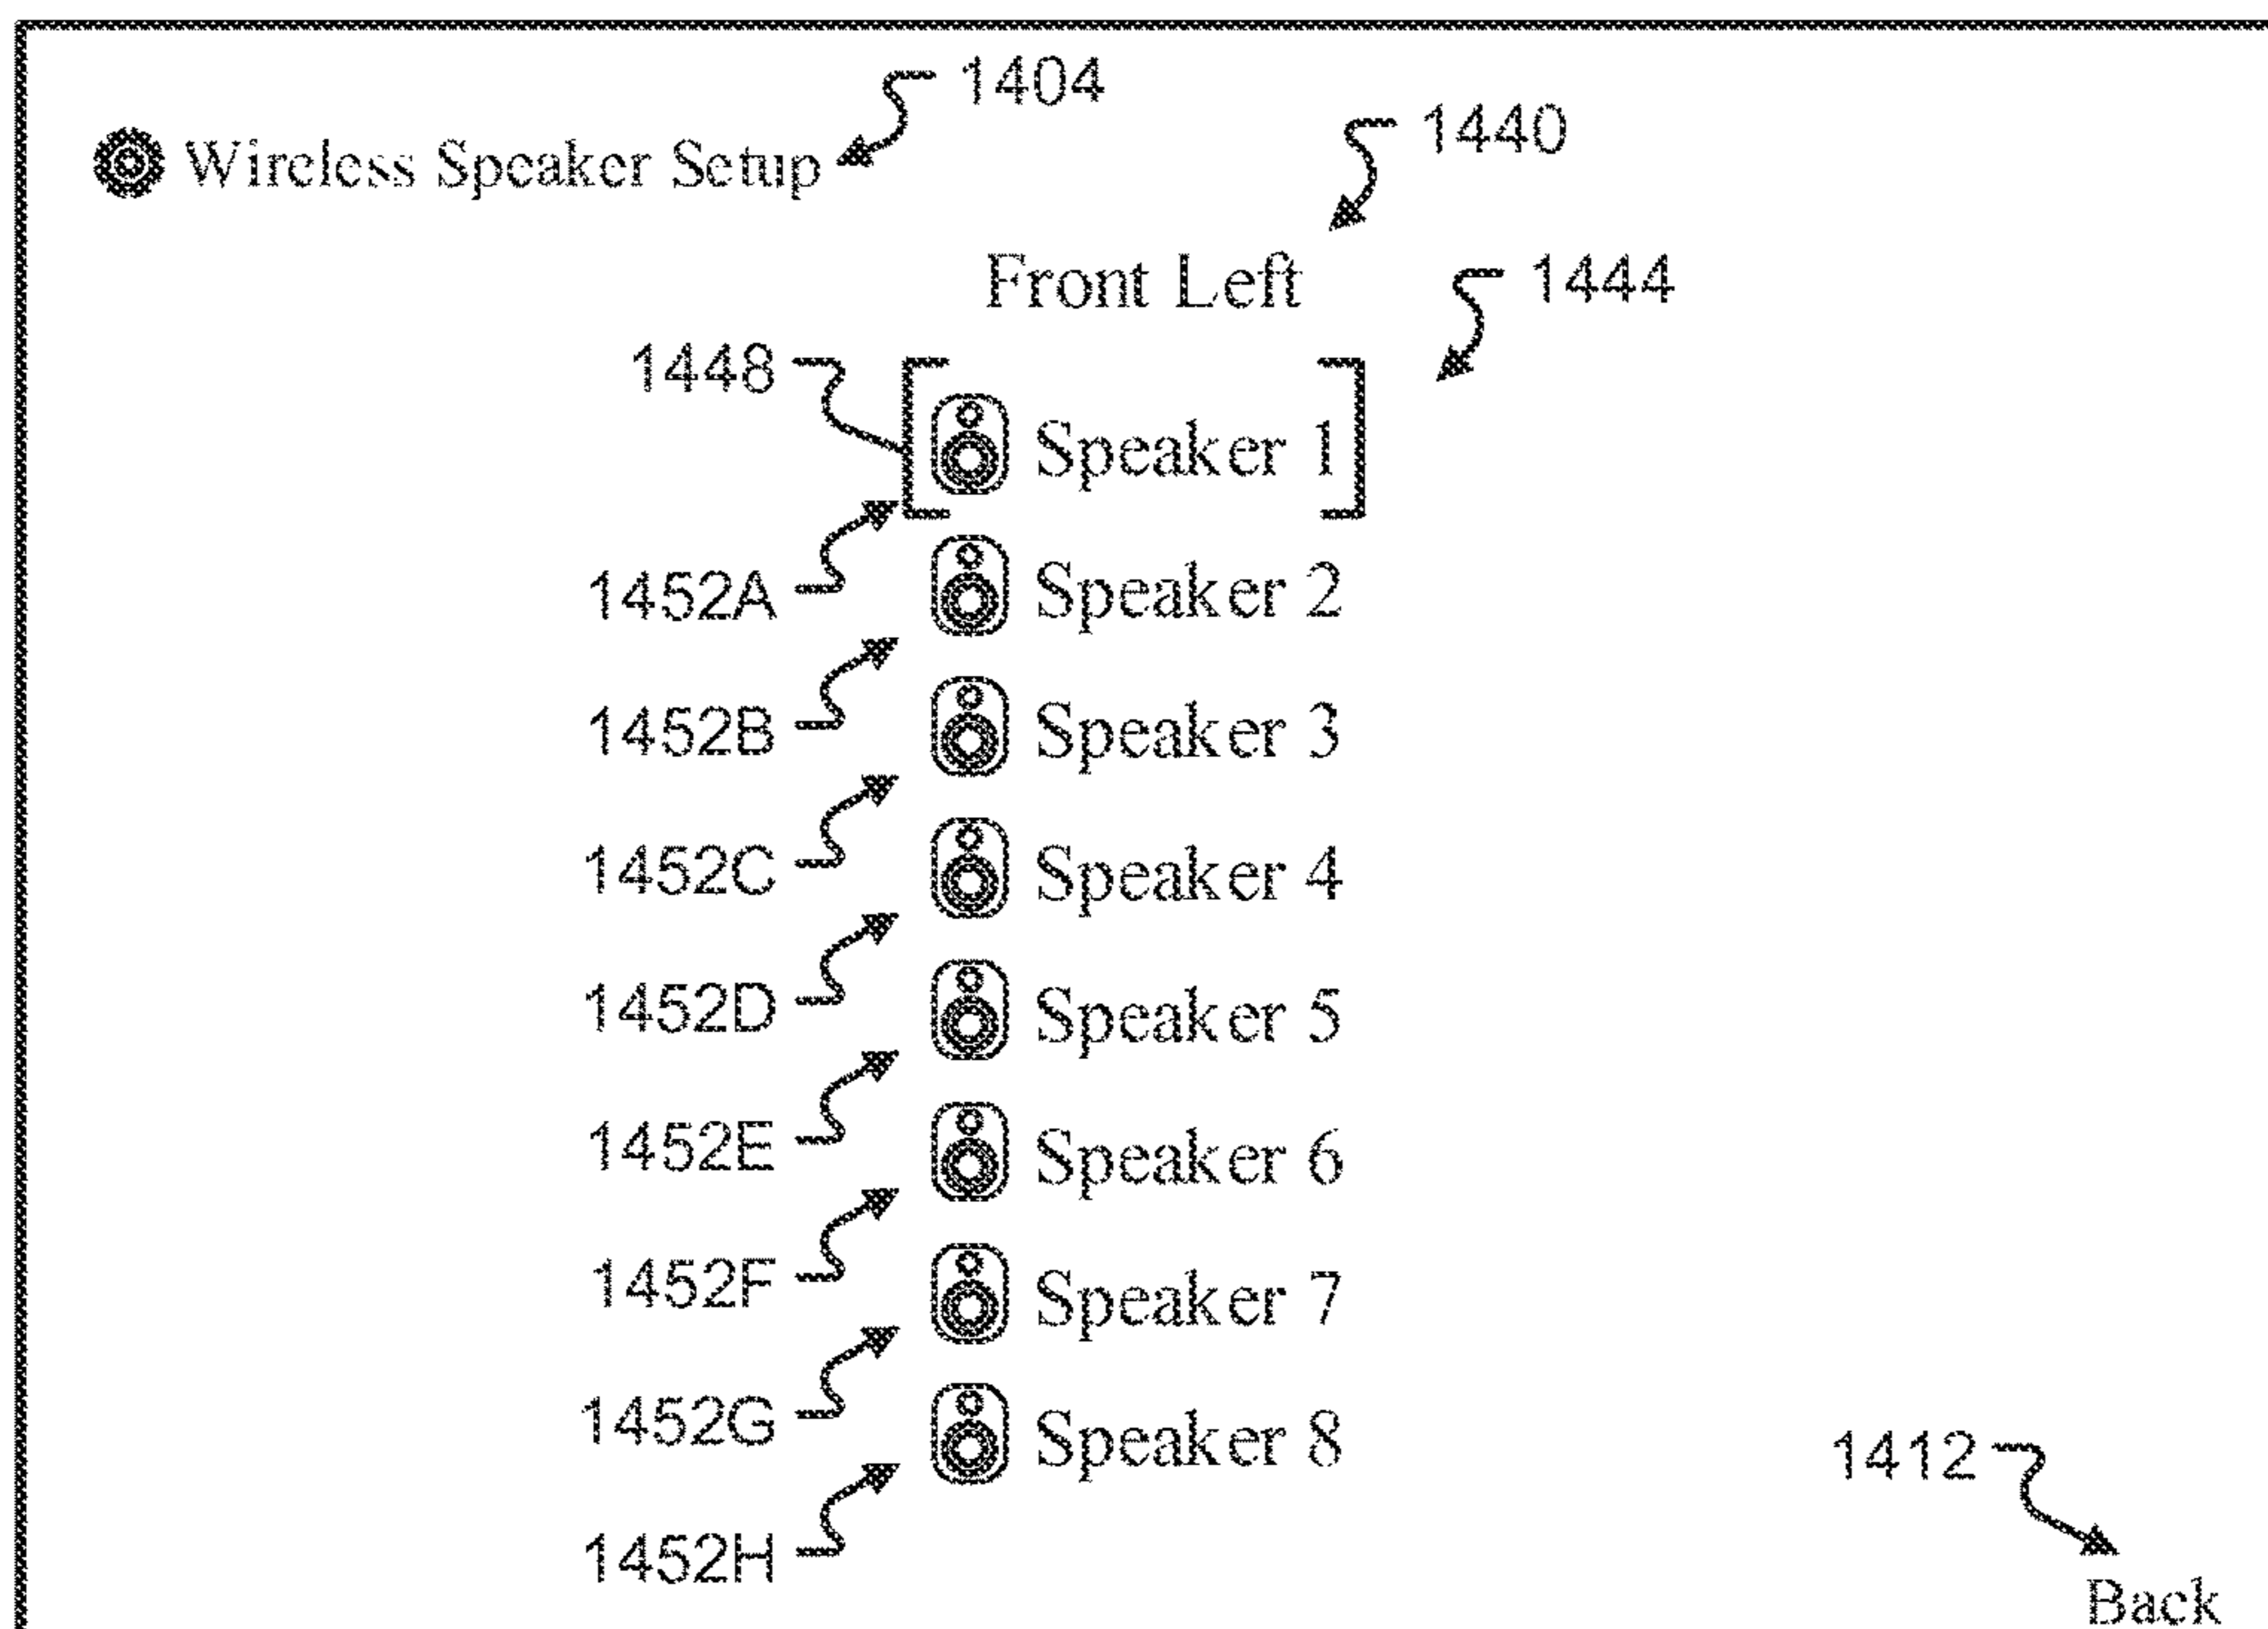 1404
Wireless Speaker Setup
1440
Front Left
1444
1448
Speaker 1
1452A
Speaker 2
1452B
Speaker 3
1452C
Speaker 4
1452D
Speaker 5
1452E
Speaker 6
1452F
Speaker 7
1452G
Speaker 8
1412
1452H
Back